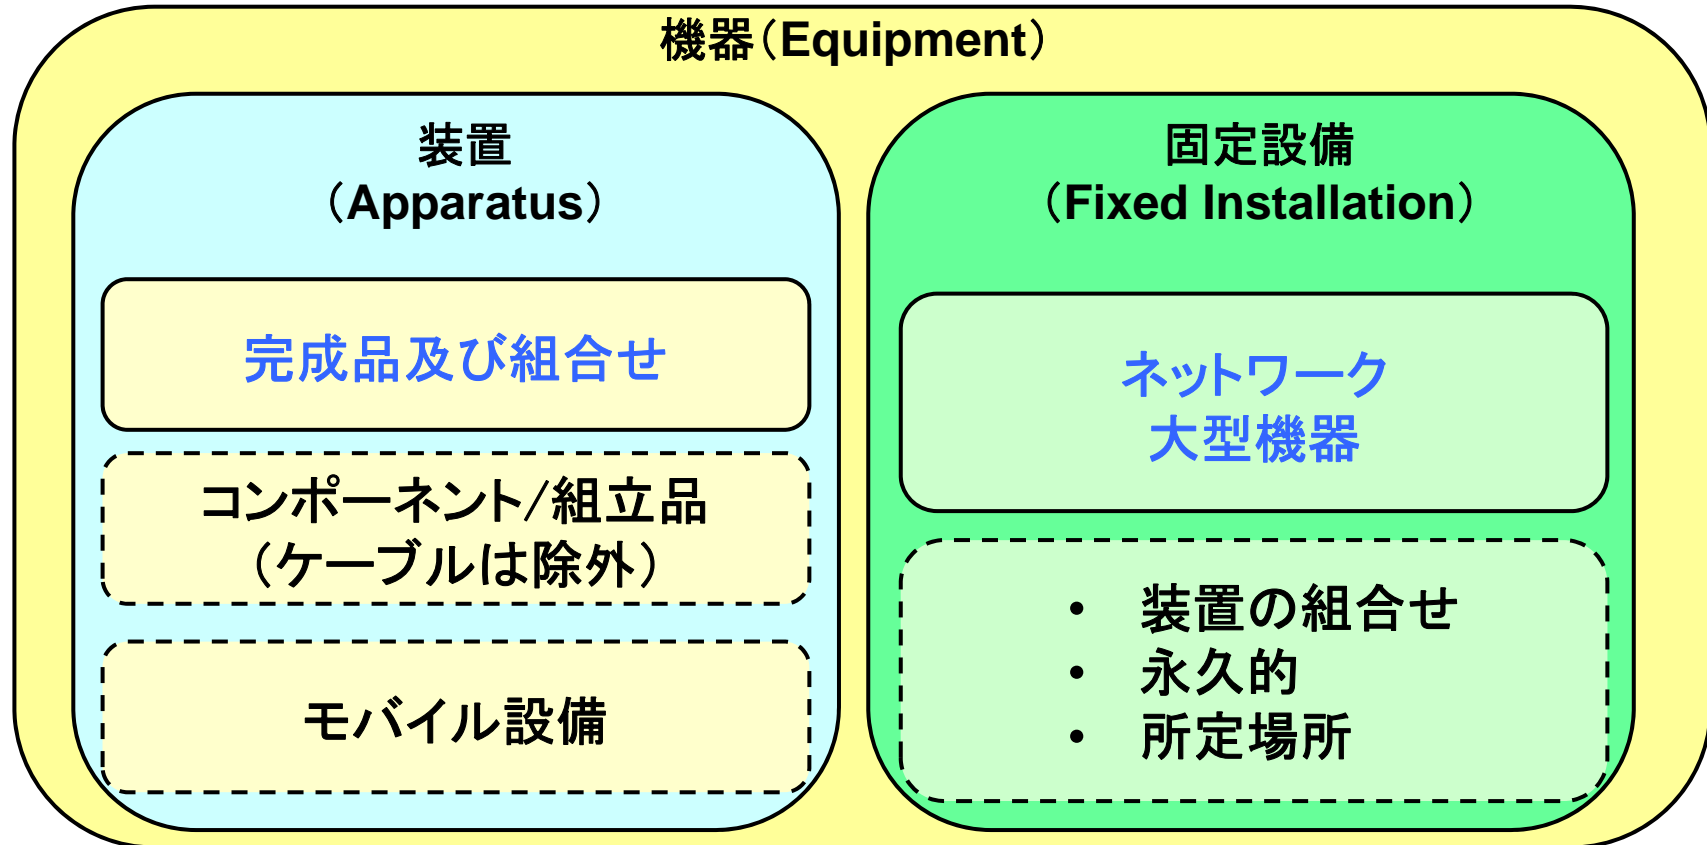 機器（Equipment）
装置
（Apparatus）
完成品及び組合せ
コンポーネント/組立品
（ケーブルは除外）
モバイル設備
固定設備
（Fixed Installation）
ネットワーク
大型機器
• 装置の組合せ
• 永久的
• 所定場所